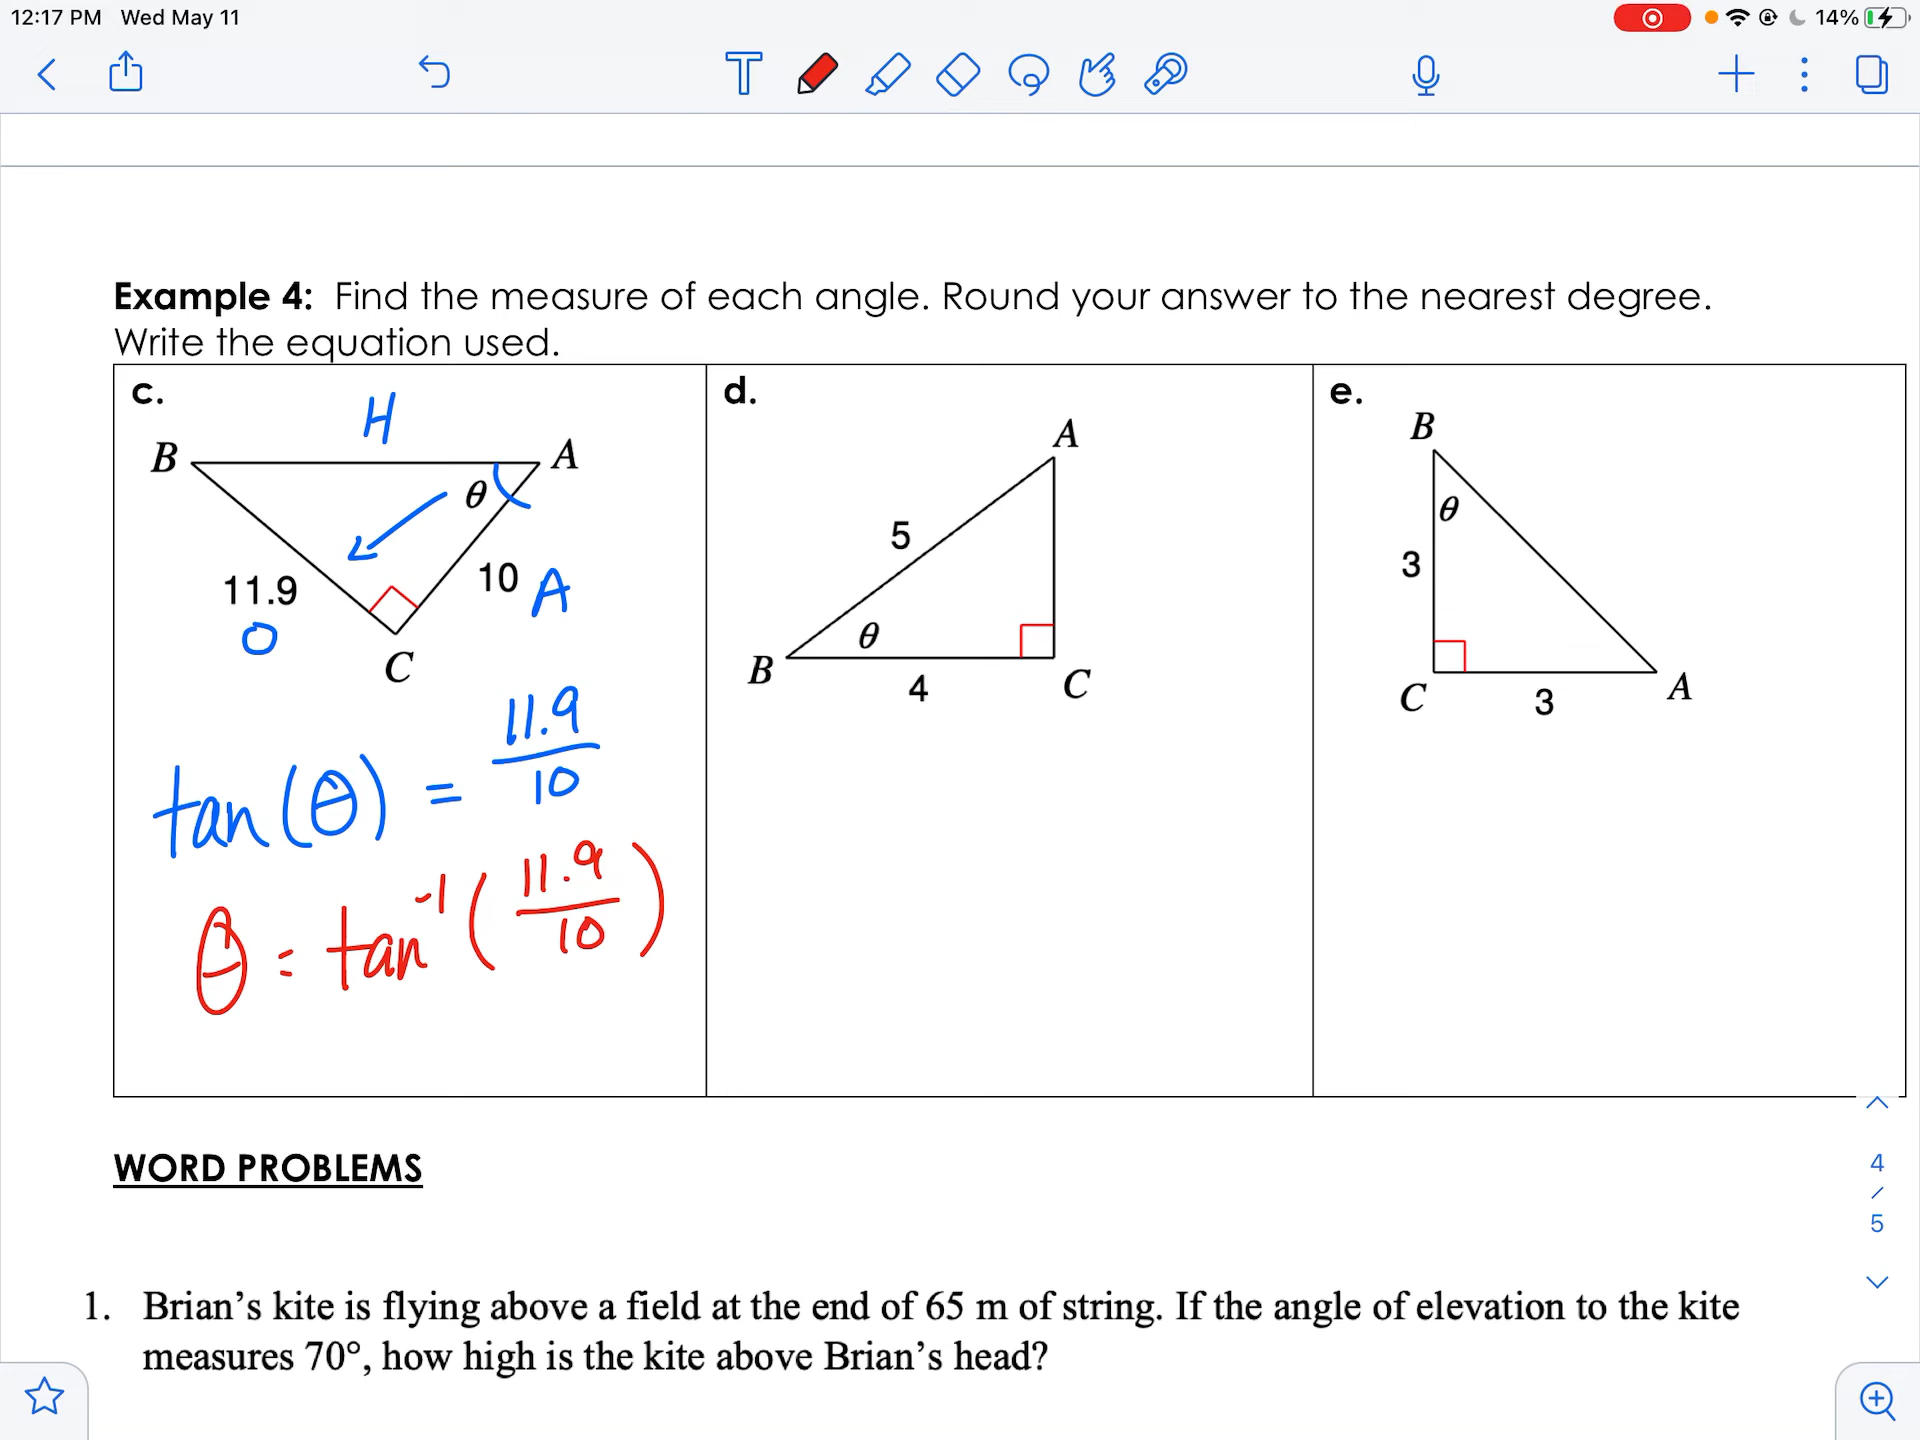 12:17 PM Wed May 11
14%
T
Example 4: Find the measure of each angle. Round your answer to the nearest degree.
Write the equation used.
c.
H
B
A
θ
11.9
O
10
A
C
tan(θ) = 11.9/10
θ = tan⁻¹(11.9/10)
d.
A
5
θ
B
4
C
e.
B
θ
3
C
3
A
WORD PROBLEMS
4
/
5
1. Brian’s kite is flying above a field at the end of 65 m of string. If the angle of elevation to the kite
measures 70°, how high is the kite above Brian’s head?